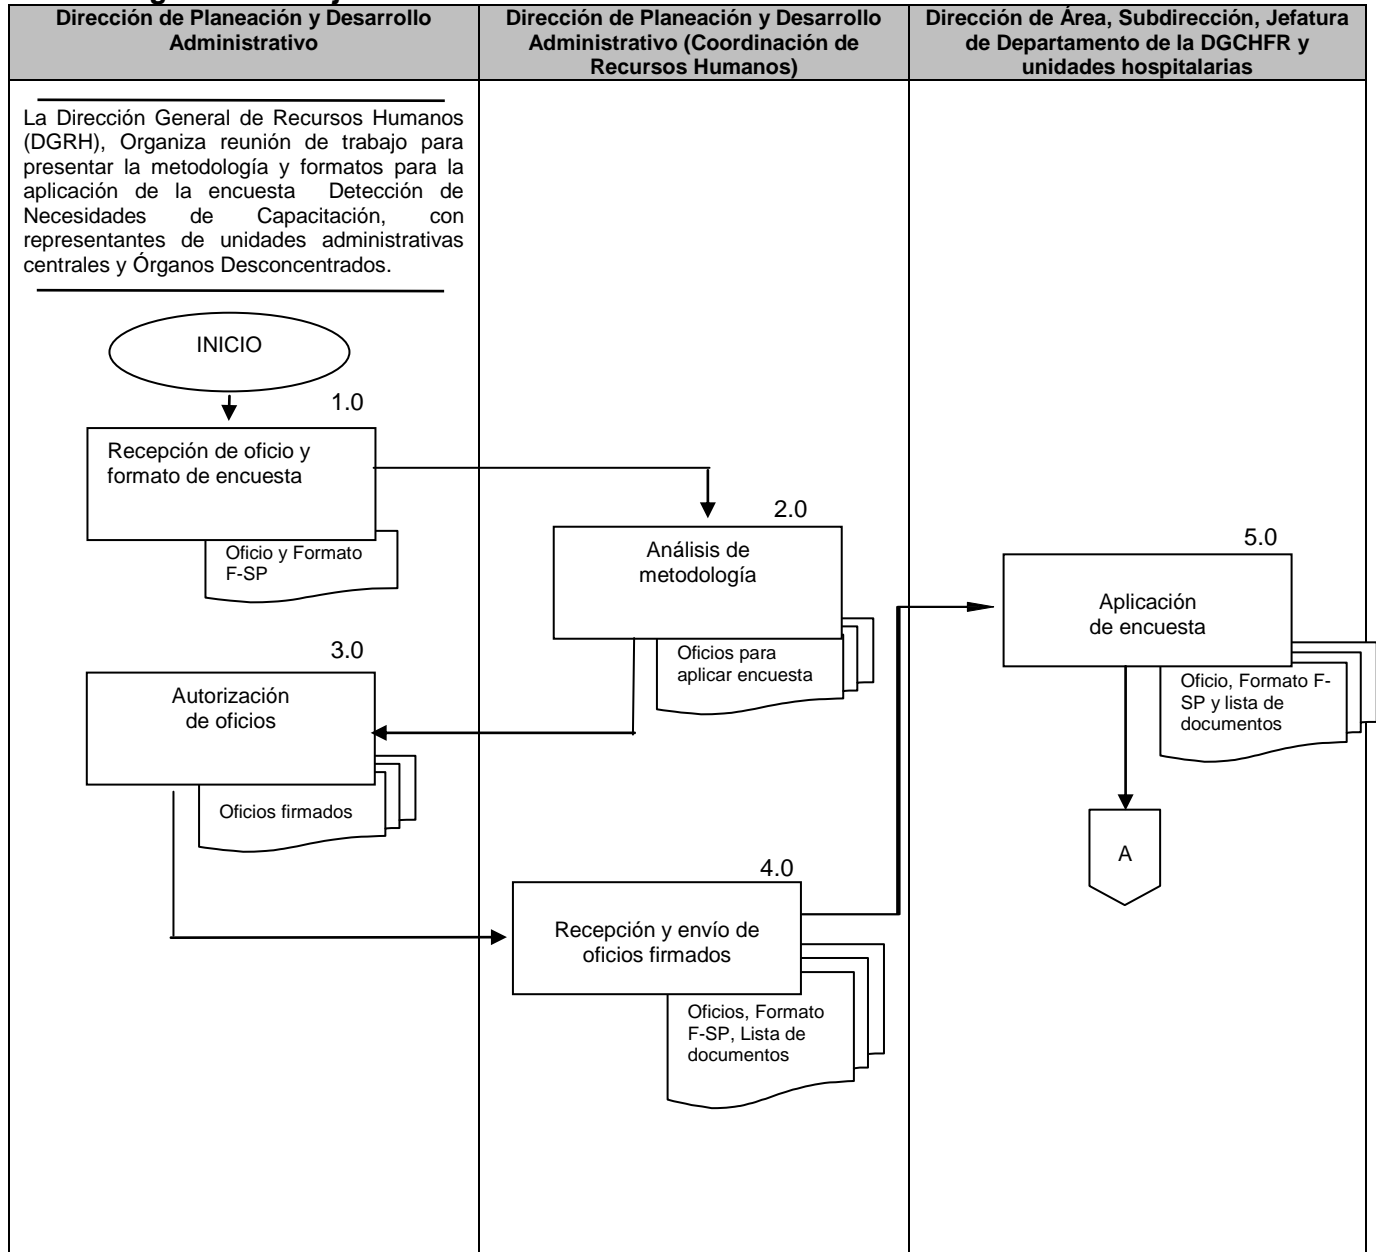 Dirección de Planeación y Desarrollo
Administrativo
Dirección de Planeación y Desarrollo
Administrativo (Coordinación de
Recursos Humanos)
Dirección de Área, Subdirección, Jefatura
de Departamento de la DGCHFR y
unidades hospitalarias
La Dirección General de Recursos Humanos
(DGRH), Organiza reunión de trabajo para
presentar la metodología y formatos para la
aplicación de la encuesta Detección de
Necesidades de Capacitación, con
representantes de unidades administrativas
centrales y Órganos Desconcentrados.
INICIO
1.0
Recepción de oficio y
formato de encuesta
Oficio y Formato
F-SP
2.0
Análisis de
metodología
Oficios para
aplicar encuesta
3.0
Autorización
de oficios
Oficios firmados
4.0
Recepción y envío de
oficios firmados
Oficios, Formato
F-SP, Lista de
documentos
5.0
Aplicación
de encuesta
Oficio, Formato F-
SP y lista de
documentos
A